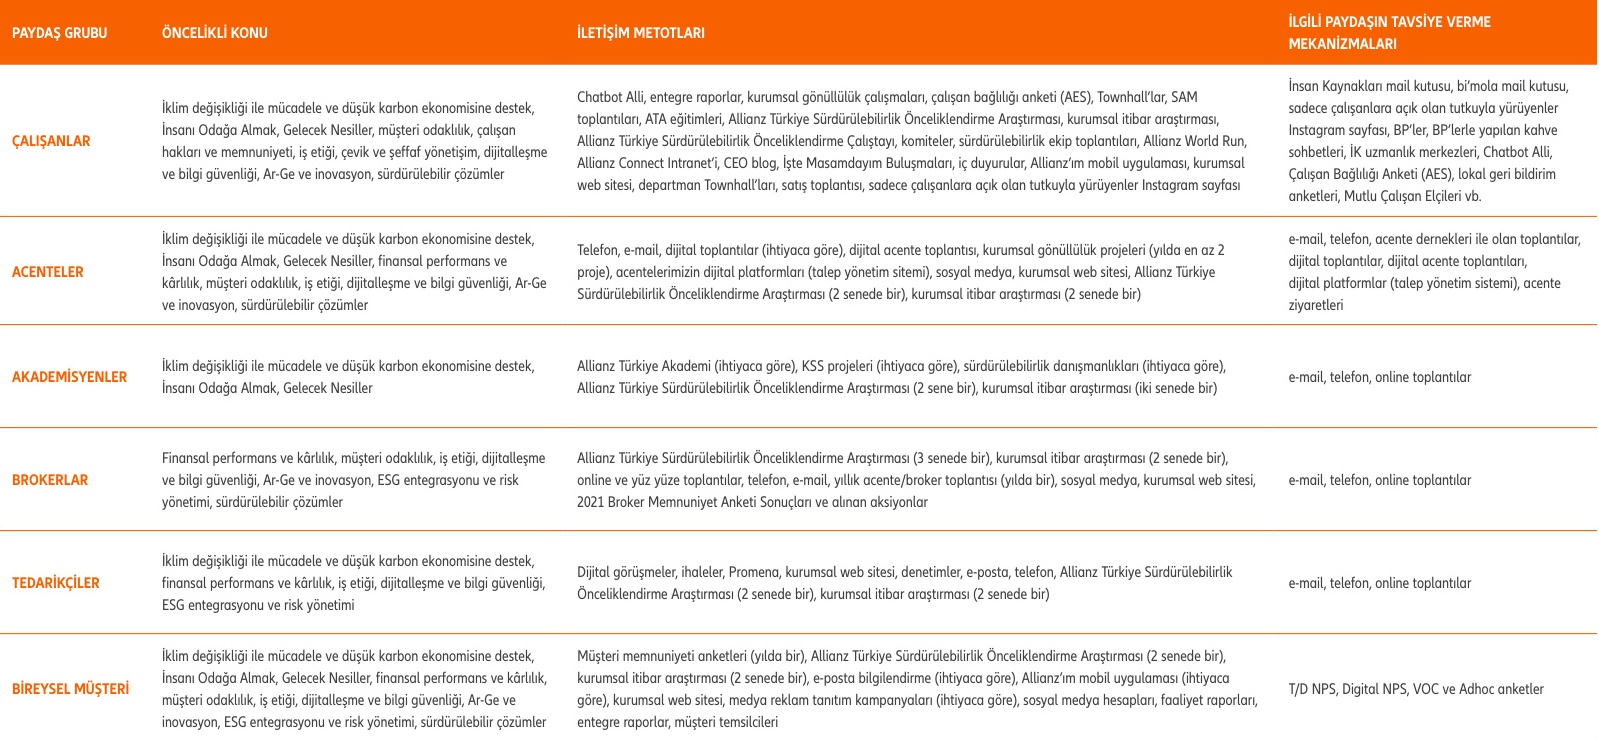 PAYDAŞ GRUBU
ÖNCELİKLİ KONU
İLETİŞİM METOTLARI
İLGİLİ PAYDAŞIN TAVSİYE VERME
MEKANİZMALARI
ÇALIŞANLAR
İklim değişikliği ile mücadele ve düşük karbon ekonomisine destek,
İnsanı Odağa Almak, Gelecek Nesiller, müşteri odaklılık, çalışan
hakları ve memnuniyeti, iş etiği, çevik ve şeffaf yönetişim, dijitalleşme
ve bilgi güvenliği, Ar-Ge ve inovasyon, sürdürülebilir çözümler
Chatbot Alli, entegre raporlar, kurumsal gönüllülük çalışmaları, çalışan bağlılığı anketi (AES), Townhall’lar, SAM
toplantıları, ATA eğitimleri, Allianz Türkiye Sürdürülebilirlik Önceliklendirme Araştırması, kurumsal itibar araştırması,
Allianz Türkiye Sürdürülebilirlik Önceliklendirme Çalıştayı, komiteler, sürdürülebilirlik ekip toplantıları, Allianz World Run,
Allianz Connect Intranet’i, CEO blog, İşte Masamdayım Buluşmaları, iç duyurular, Allianz’ım mobil uygulaması, kurumsal
web sitesi, departman Townhall’ları, satış toplantısı, sadece çalışanlara açık olan tutkuyla yürüyenler Instagram sayfası
İnsan Kaynakları mail kutusu, bi’mola mail kutusu,
sadece çalışanlara açık olan tutkuyla yürüyenler
Instagram sayfası, BP’ler, BP’lerle yapılan kahve
sohbetleri, İK uzmanlık merkezleri, Chatbot Alli,
Çalışan Bağlılığı Anketi (AES), lokal geri bildirim
anketleri, Mutlu Çalışan Elçileri vb.
ACENTELER
İklim değişikliği ile mücadele ve düşük karbon ekonomisine destek,
İnsanı Odağa Almak, Gelecek Nesiller, finansal performans ve
kârlılık, müşteri odaklılık, iş etiği, dijitalleşme ve bilgi güvenliği, Ar-Ge
ve inovasyon, sürdürülebilir çözümler
Telefon, e-mail, dijital toplantılar (ihtiyaca göre), dijital acente toplantısı, kurumsal gönüllülük projeleri (yılda en az 2
proje), acentelerimizin dijital platformları (talep yönetim sitemi), sosyal medya, kurumsal web sitesi, Allianz Türkiye
Sürdürülebilirlik Önceliklendirme Araştırması (2 senede bir), kurumsal itibar araştırması (2 senede bir)
e-mail, telefon, acente dernekleri ile olan toplantılar,
dijital toplantılar, dijital acente toplantıları,
dijital platformlar (talep yönetim sistemi), acente
ziyaretleri
AKADEMİSYENLER
İklim değişikliği ile mücadele ve düşük karbon ekonomisine destek,
İnsanı Odağa Almak, Gelecek Nesiller
Allianz Türkiye Akademi (ihtiyaca göre), KSS projeleri (ihtiyaca göre), sürdürülebilirlik danışmanlıkları (ihtiyaca göre),
Allianz Türkiye Sürdürülebilirlik Önceliklendirme Araştırması (2 sene bir), kurumsal itibar araştırması (iki senede bir)
e-mail, telefon, online toplantılar
BROKERLAR
Finansal performans ve kârlılık, müşteri odaklılık, iş etiği, dijitalleşme
ve bilgi güvenliği, Ar-Ge ve inovasyon, ESG entegrasyonu ve risk
yönetimi, sürdürülebilir çözümler
Allianz Türkiye Sürdürülebilirlik Önceliklendirme Araştırması (3 senede bir), kurumsal itibar araştırması (2 senede bir),
online ve yüz yüze toplantılar, telefon, e-mail, yıllık acente/broker toplantısı (yılda bir), sosyal medya, kurumsal web sitesi,
2021 Broker Memnuniyet Anketi Sonuçları ve alınan aksiyonlar
e-mail, telefon, online toplantılar
TEDARİKÇİLER
İklim değişikliği ile mücadele ve düşük karbon ekonomisine destek,
finansal performans ve kârlılık, iş etiği, dijitalleşme ve bilgi güvenliği,
ESG entegrasyonu ve risk yönetimi
Dijital görüşmeler, ihaleler, Promena, kurumsal web sitesi, denetimler, e-posta, telefon, Allianz Türkiye Sürdürülebilirlik
Önceliklendirme Araştırması (2 senede bir), kurumsal itibar araştırması (2 senede bir)
e-mail, telefon, online toplantılar
BİREYSEL MÜŞTERİ
İklim değişikliği ile mücadele ve düşük karbon ekonomisine destek,
İnsanı Odağa Almak, Gelecek Nesiller, finansal performans ve kârlılık,
müşteri odaklılık, iş etiği, dijitalleşme ve bilgi güvenliği, Ar-Ge ve
inovasyon, ESG entegrasyonu ve risk yönetimi, sürdürülebilir çözümler
Müşteri memnuniyeti anketleri (yılda bir), Allianz Türkiye Sürdürülebilirlik Önceliklendirme Araştırması (2 senede bir),
kurumsal itibar araştırması (2 senede bir), e-posta bilgilendirme (ihtiyaca göre), Allianz’ım mobil uygulaması (ihtiyaca
göre), kurumsal web sitesi, medya reklam tanıtım kampanyaları (ihtiyaca göre), sosyal medya hesapları, faaliyet raporları,
entegre raporlar, müşteri temsilcileri
T/D NPS, Digital NPS, VOC ve Adhoc anketler